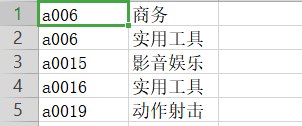 1 a006 商务
2 a006 实用工具
3 a0015 影音娱乐
4 a0016 实用工具
5 a0019 动作射击